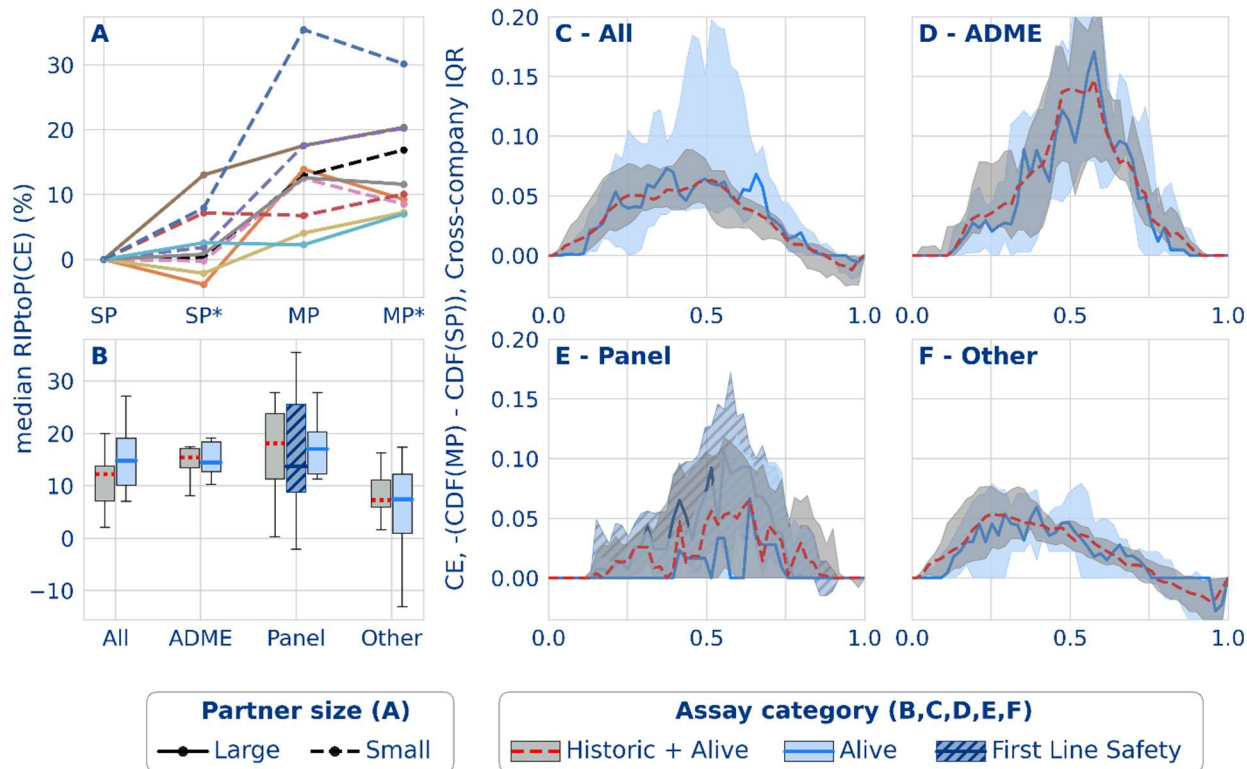 A
median RIPtoP(CE) (%)
30
20
10
0
SP
SP*
MP
MP*
B
30
20
10
0
−10
All
ADME
Panel
Other
CE, -(CDF(MP) - CDF(SP)), Cross-company IQR
C - All
0.20
0.15
0.10
0.05
0.00
0.0
0.5
1.0
D - ADME
0.0
0.5
1.0
E - Panel
0.20
0.15
0.10
0.05
0.00
0.0
0.5
1.0
F - Other
0.0
0.5
1.0
Partner size (A)
Large
Small
Assay category (B,C,D,E,F)
Historic + Alive
Alive
First Line Safety